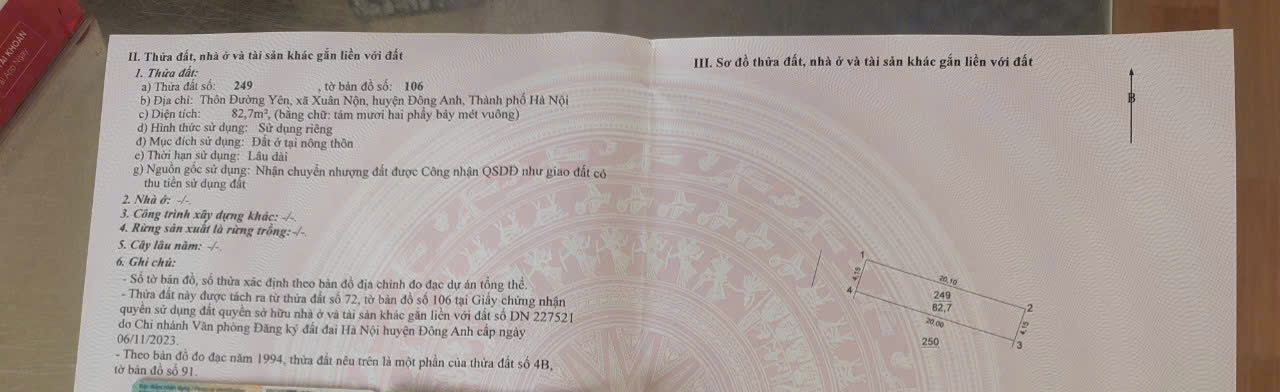 II. Thửa đất, nhà ở và tài sản khác gắn liền với đất
1. Thửa đất:
a) Thửa đất số: 249 , tờ bản đồ số: 106
b) Địa chỉ: Thôn Đường Yên, xã Xuân Nộn, huyện Đông Anh, Thành phố Hà Nội
c) Diện tích: 82,7m², (bằng chữ: tám mươi hai phẩy bảy mét vuông)
d) Hình thức sử dụng: Sử dụng riêng
đ) Mục đích sử dụng: Đất ở tại nông thôn
e) Thời hạn sử dụng: Lâu dài
g) Nguồn gốc sử dụng: Nhận chuyển nhượng đất được Công nhận QSDĐ như giao đất có
thu tiền sử dụng đất
2. Nhà ở: -/-.
3. Công trình xây dựng khác: -/-.
4. Rừng sản xuất là rừng trồng: -/-.
5. Cây lâu năm: -/-.
6. Ghi chú:
- Số tờ bản đồ, số thửa xác định theo bản đồ địa chính đo đạc dự án tổng thể.
- Thửa đất này được tách ra từ thửa đất số 72, tờ bản đồ số 106 tại Giấy chứng nhận
quyền sử dụng đất quyền sở hữu nhà ở và tài sản khác gắn liền với đất số DN 227521
do Chi nhánh Văn phòng Đăng ký đất đai Hà Nội huyện Đông Anh cấp ngày
06/11/2023.
- Theo bản đồ đo đạc năm 1994, thửa đất nêu trên là một phần của thửa đất số 4B,
tờ bản đồ số 91.
III. Sơ đồ thửa đất, nhà ở và tài sản khác gắn liền với đất
B
1
4.15
20.10
4
249
82,7
2
20.00
4.15
250
3